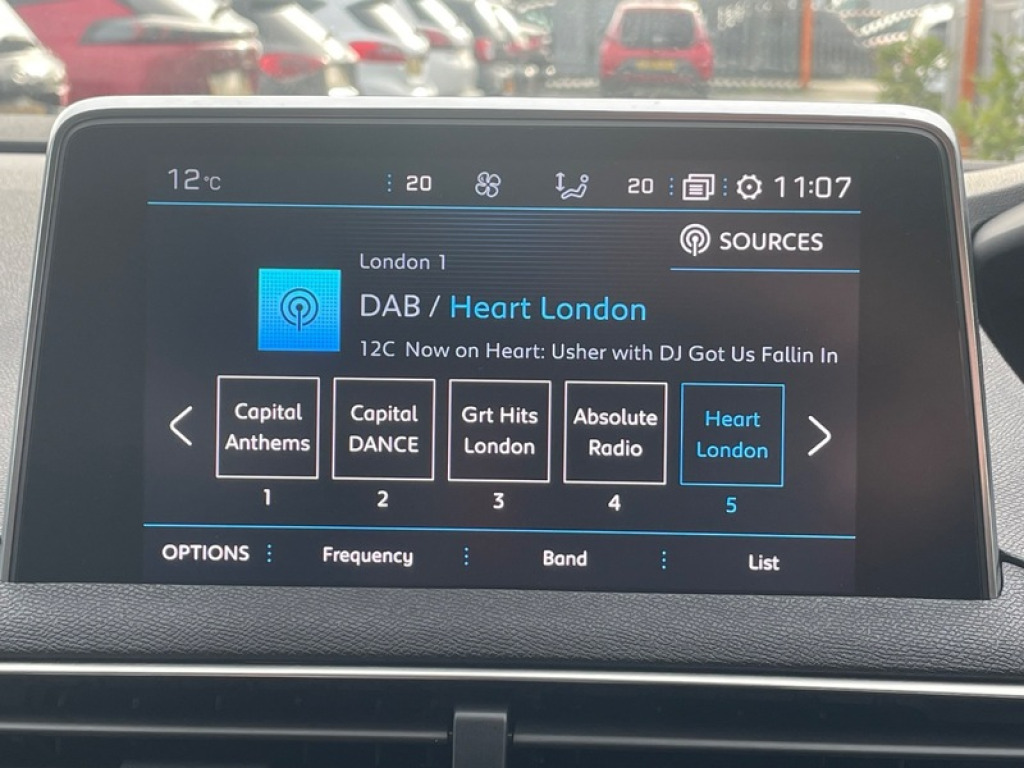 12°C 20 20 11:07
SOURCES
London 1
DAB / Heart London
12C Now on Heart: Usher with DJ Got Us Fallin In
Capital Anthems
Capital DANCE
Grt Hits London
Absolute Radio
Heart London
1 2 3 4 5
OPTIONS Frequency Band List